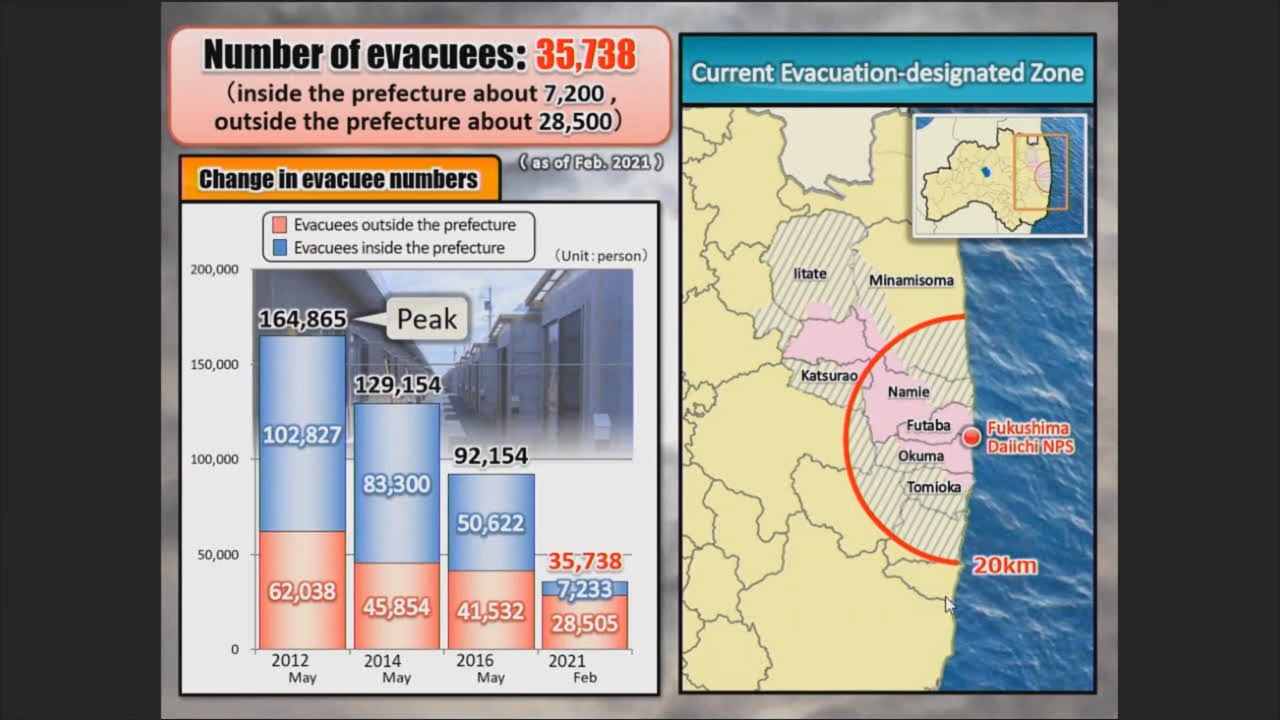 Number of evacuees: 35,738
(inside the prefecture about 7,200 ,
outside the prefecture about 28,500)
( as of Feb. 2021 )
Change in evacuee numbers
Evacuees outside the prefecture
Evacuees inside the prefecture
(Unit : person)
200,000
150,000
100,000
50,000
0
164,865
Peak
102,827
62,038
129,154
83,300
45,854
92,154
50,622
41,532
35,738
7,233
28,505
2012
May
2014
May
2016
May
2021
Feb
Current Evacuation-designated Zone
Iitate
Minamisoma
Katsurao
Namie
Futaba
Fukushima
Daiichi NPS
Okuma
Tomioka
20km